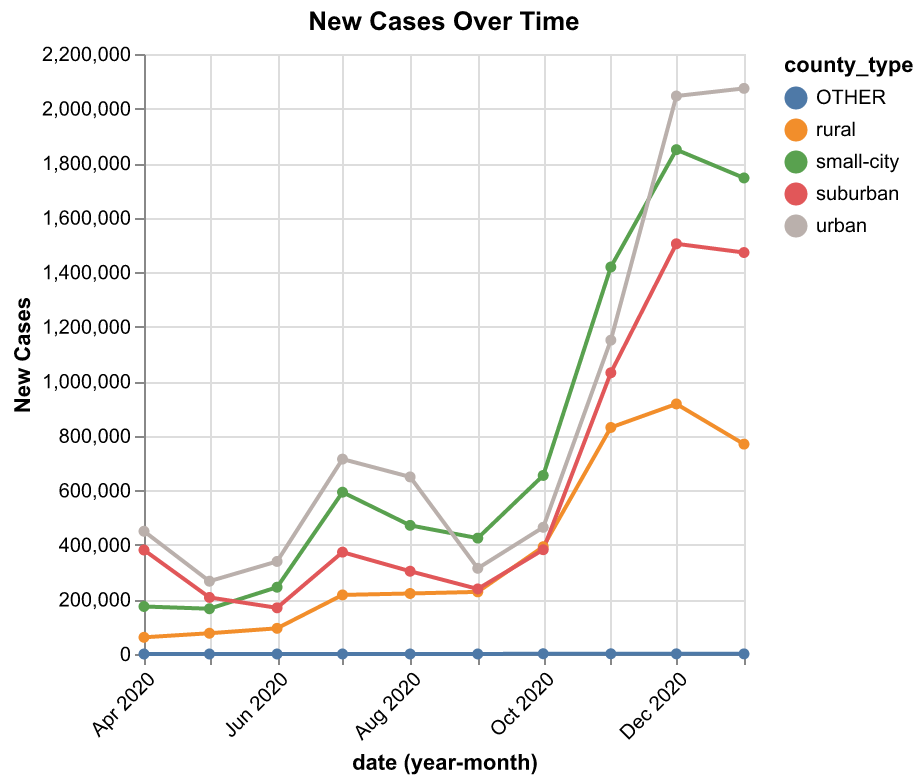 New Cases Over Time
New Cases
2,200,000
2,000,000
1,800,000
1,600,000
1,400,000
1,200,000
1,000,000
800,000
600,000
400,000
200,000
0
Apr 2020
Jun 2020
Aug 2020
Oct 2020
Dec 2020
date (year-month)
county_type
OTHER
rural
small-city
suburban
urban